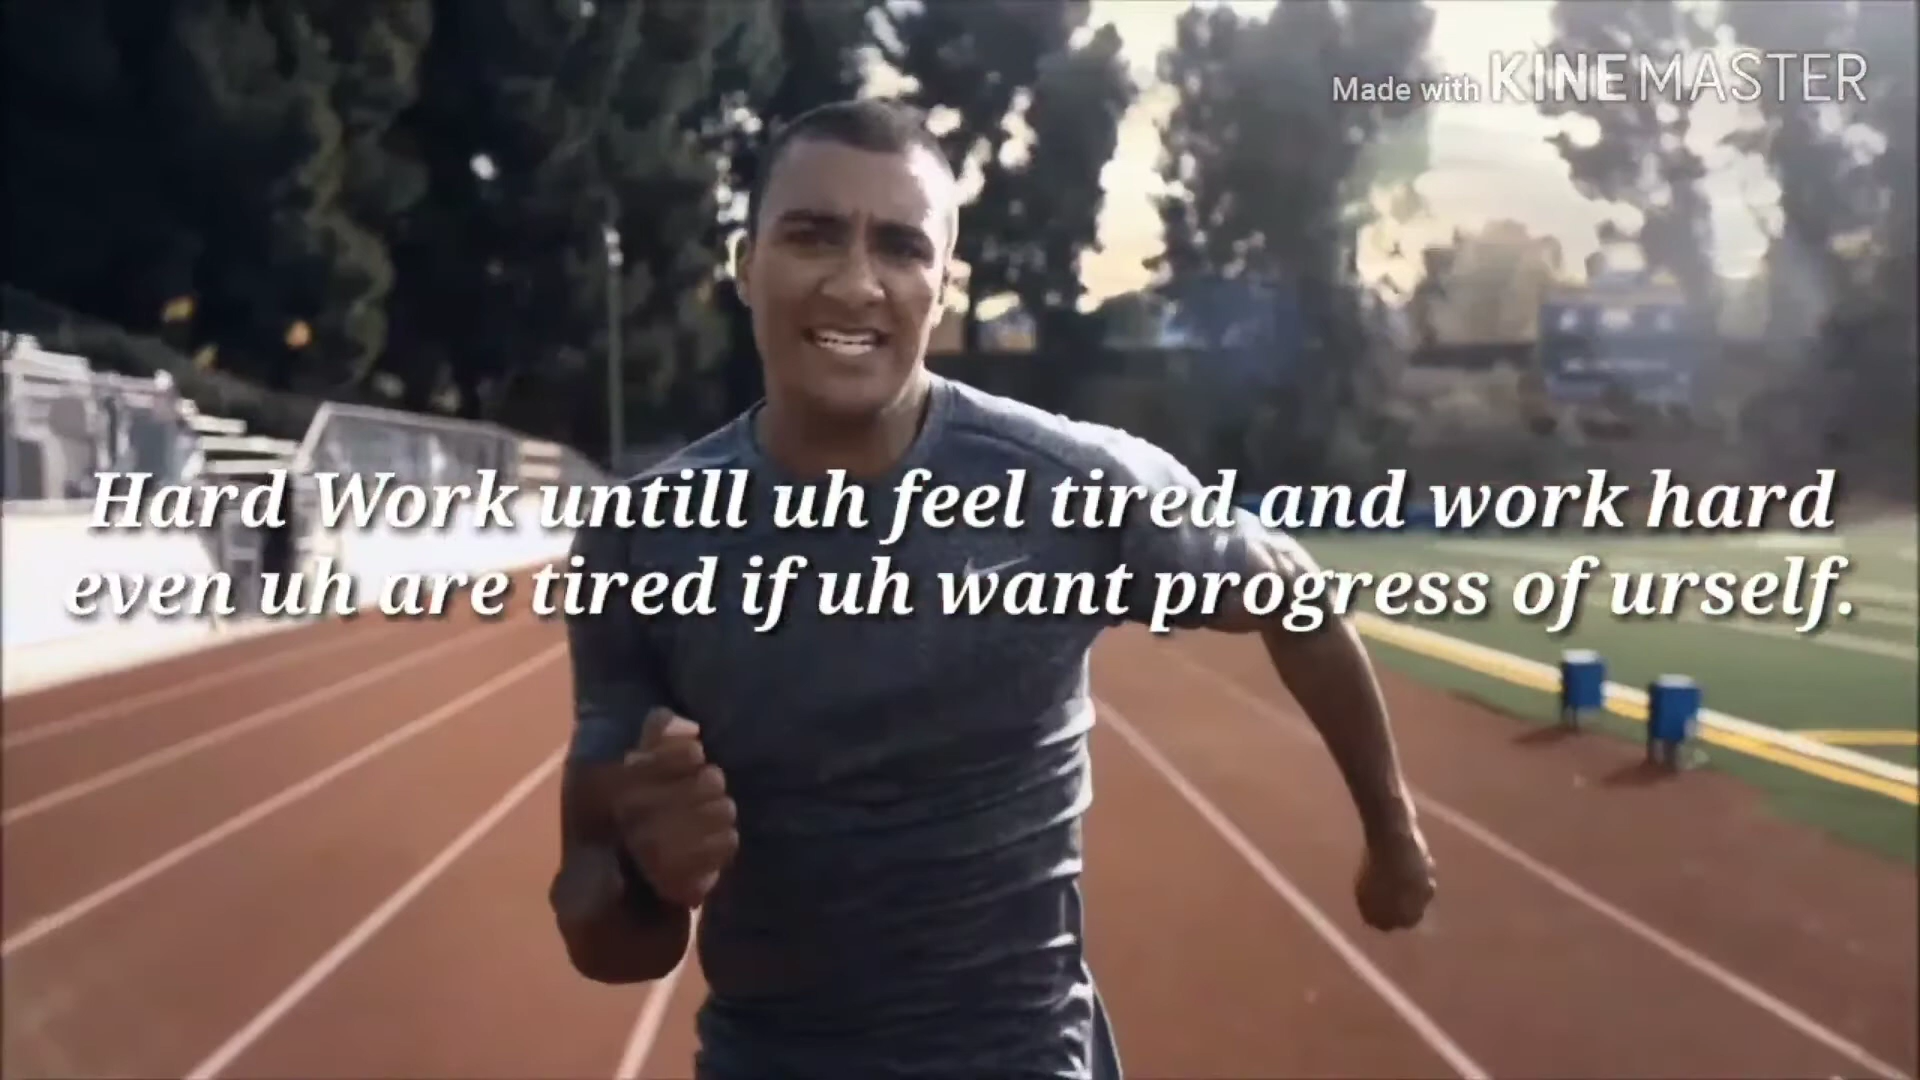 Made with KINEMASTER
Hard Work untill uh feel tired and work hard
even uh are tired if uh want progress of urself.